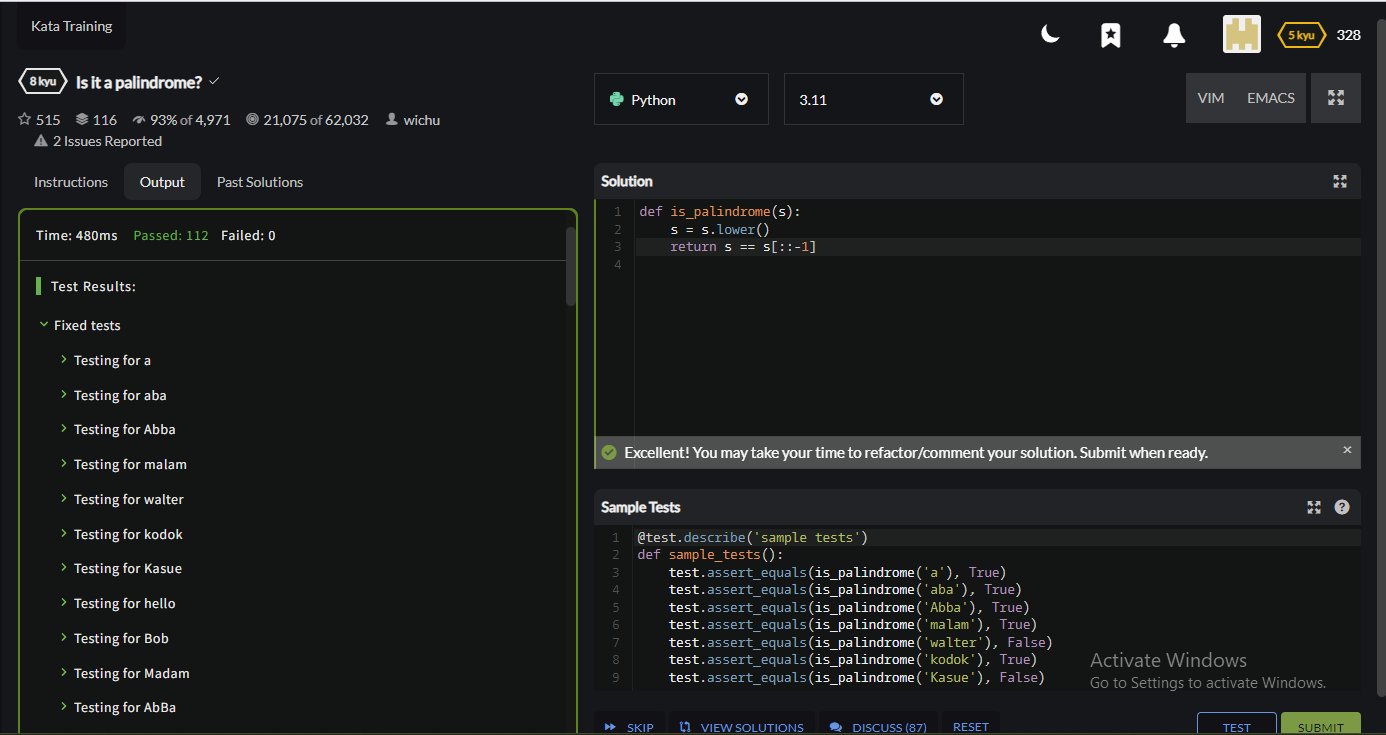 Kata Training
5 kyu 328
8 kyu Is it a palindrome?
515 116 93% of 4,971 21,075 of 62,032 wichu
2 Issues Reported
Python
3.11
VIM EMACS
Instructions Output Past Solutions
Time: 480ms Passed: 112 Failed: 0
Test Results:
Fixed tests
Testing for a
Testing for aba
Testing for Abba
Testing for malam
Testing for walter
Testing for kodok
Testing for Kasue
Testing for hello
Testing for Bob
Testing for Madam
Testing for AbBa
Solution
1 def is_palindrome(s):
2     s = s.lower()
3     return s == s[::-1]
4
Excellent! You may take your time to refactor/comment your solution. Submit when ready. ×
Sample Tests ?
1 @test.describe('sample tests')
2 def sample_tests():
3     test.assert_equals(is_palindrome('a'), True)
4     test.assert_equals(is_palindrome('aba'), True)
5     test.assert_equals(is_palindrome('Abba'), True)
6     test.assert_equals(is_palindrome('malam'), True)
7     test.assert_equals(is_palindrome('walter'), False)
8     test.assert_equals(is_palindrome('kodok'), True)
9     test.assert_equals(is_palindrome('Kasue'), False)
Activate Windows
Go to Settings to activate Windows.
SKIP VIEW SOLUTIONS DISCUSS (87) RESET TEST SUBMIT